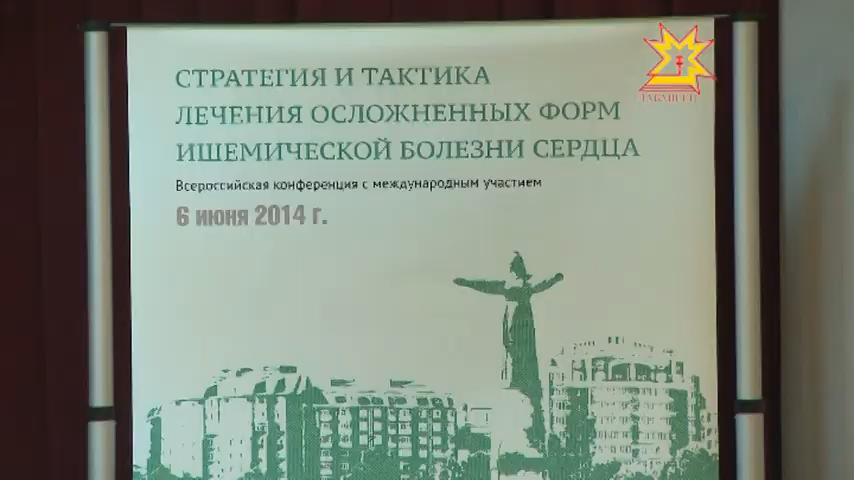 СТРАТЕГИЯ И ТАКТИКА
ЛЕЧЕНИЯ ОСЛОЖНЕННЫХ ФОРМ
ИШЕМИЧЕСКОЙ БОЛЕЗНИ СЕРДЦА
Всероссийская конференция с международным участием
6 июня 2014 г.